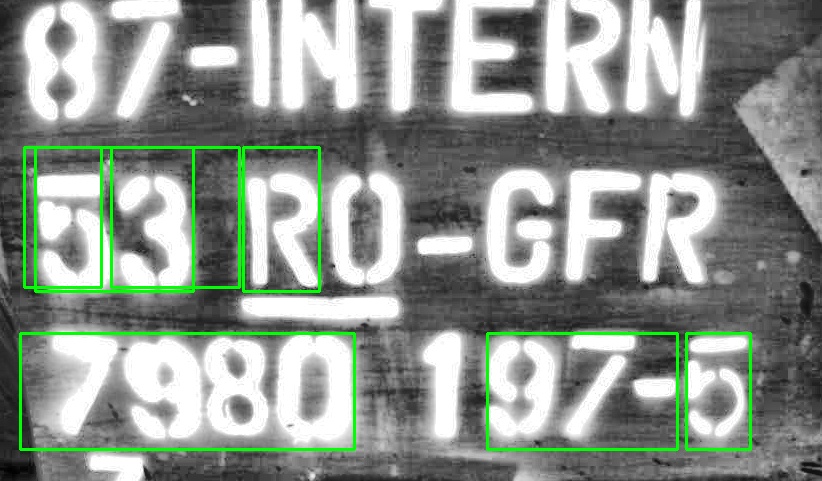 87-INTERN
53 RO-GFR
7980 197-5